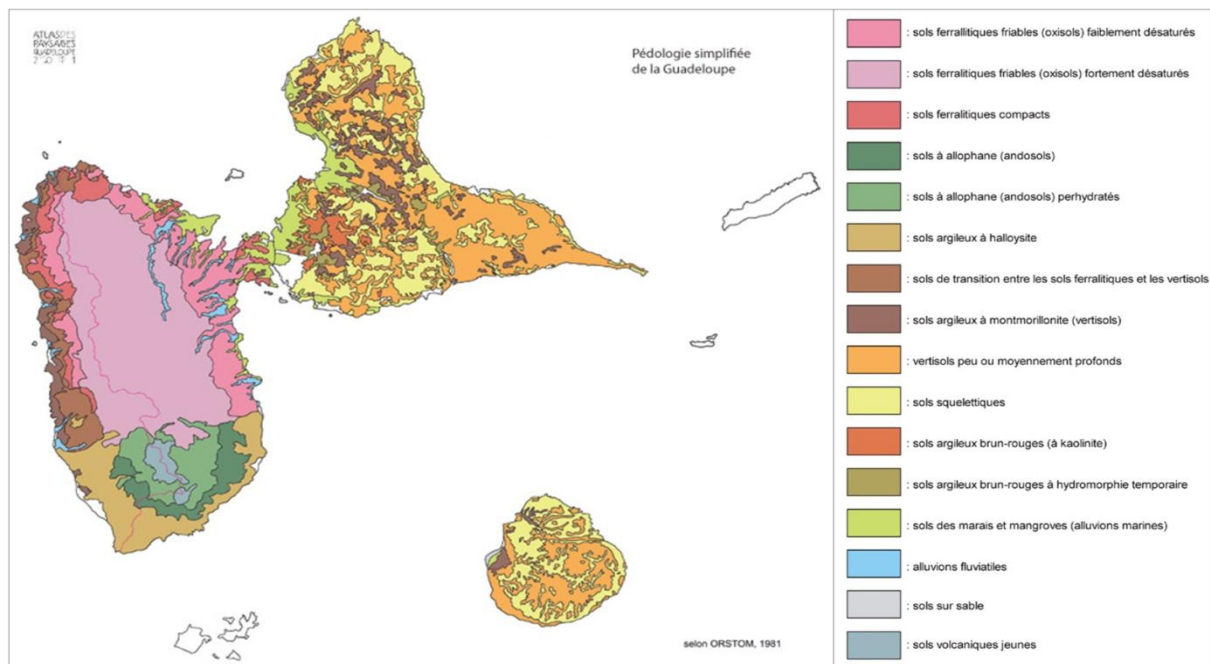 ATLAS DES
PAYSAGES
GUADELOUPE
2011
Pédologie simplifiée
de la Guadeloupe
selon ORSTOM, 1981
: sols ferrallitiques friables (oxisols) faiblement désaturés
: sols ferralitiques friables (oxisols) fortement désaturés
: sols ferralitiques compacts
: sols à allophane (andosols)
: sols à allophane (andosols) perhydratés
: sols argileux à halloysite
: sols de transition entre les sols ferralitiques et les vertisols
: sols argileux à montmorillonite (vertisols)
: vertisols peu ou moyennement profonds
: sols squelettiques
: sols argileux brun-rouges (à kaolinite)
: sols argileux brun-rouges à hydromorphie temporaire
: sols des marais et mangroves (alluvions marines)
: alluvions fluviatiles
: sols sur sable
: sols volcaniques jeunes